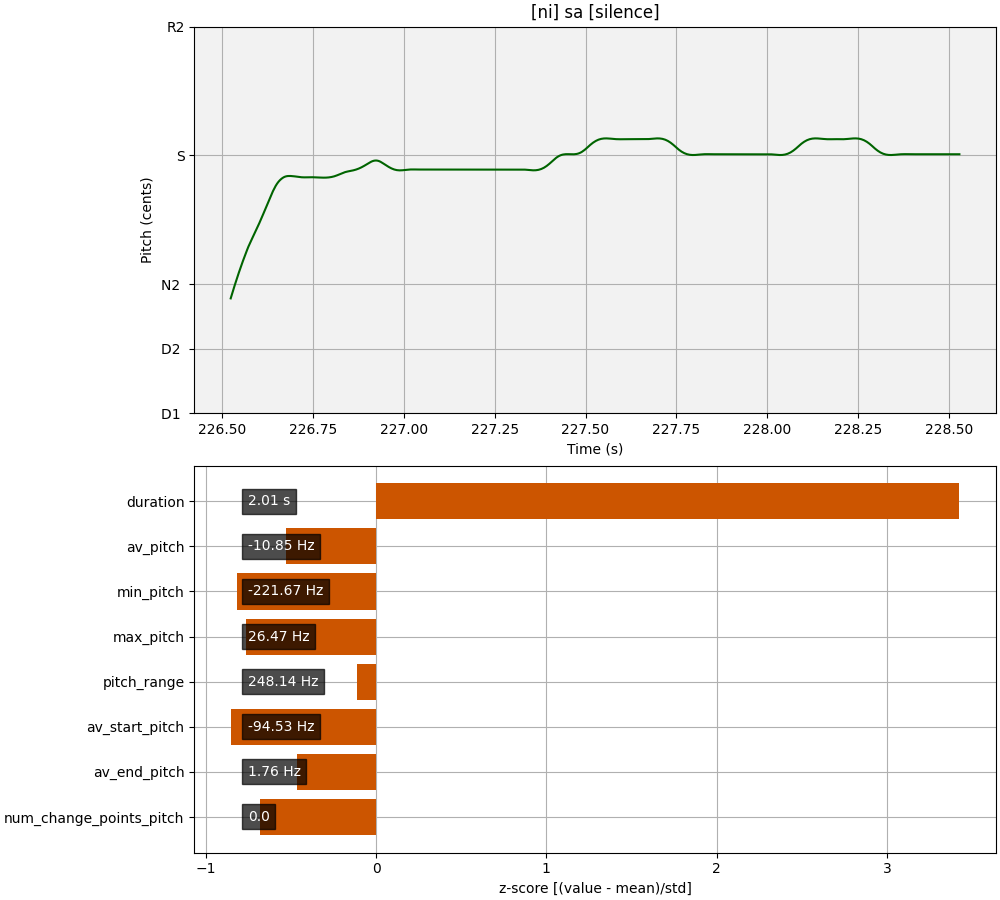 [ni] sa [silence]
R2
S
N2
D2
D1
Pitch (cents)
226.50 226.75 227.00 227.25 227.50 227.75 228.00 228.25 228.50
Time (s)
duration 2.01 s
av_pitch -10.85 Hz
min_pitch -221.67 Hz
max_pitch 26.47 Hz
pitch_range 248.14 Hz
av_start_pitch -94.53 Hz
av_end_pitch 1.76 Hz
num_change_points_pitch 0.0
−1 0 1 2 3
z-score [(value - mean)/std]